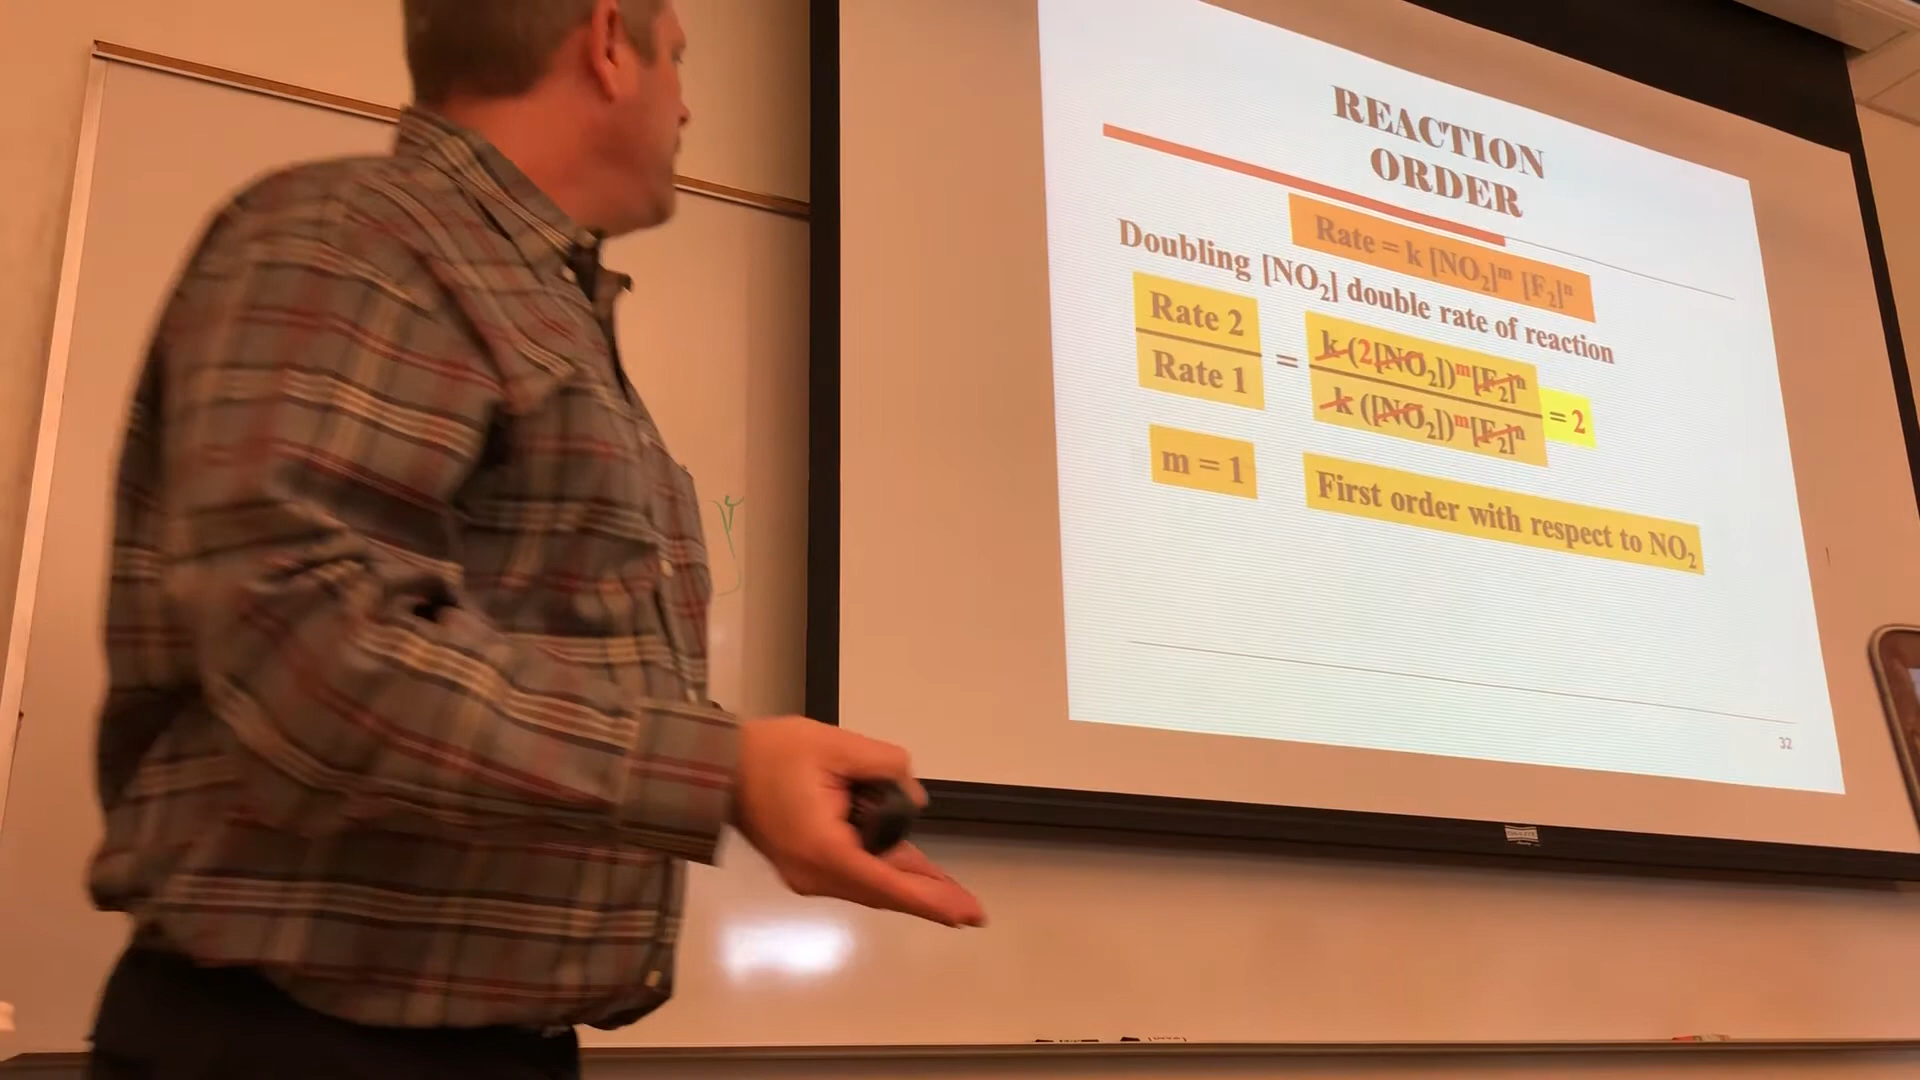 REACTION
ORDER
Rate = k [NO₂]ᵐ [F₂]ⁿ
Doubling [NO₂] double rate of reaction
Rate 2
Rate 1
=
k (2[NO₂])ᵐ[F₂]ⁿ
k ([NO₂])ᵐ[F₂]ⁿ
= 2
m = 1
First order with respect to NO₂
32